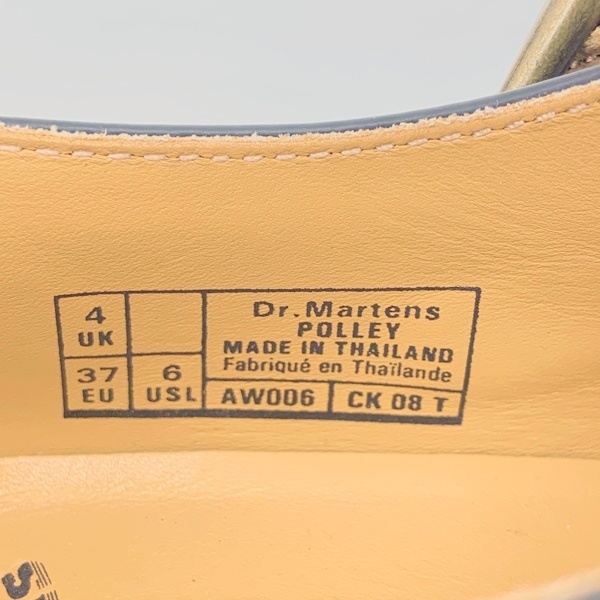 4
UK
37
EU
6
USL
Dr.Martens
POLLEY
MADE IN THAILAND
Fabriqué en Thaïlande
AW006
CK 08 T